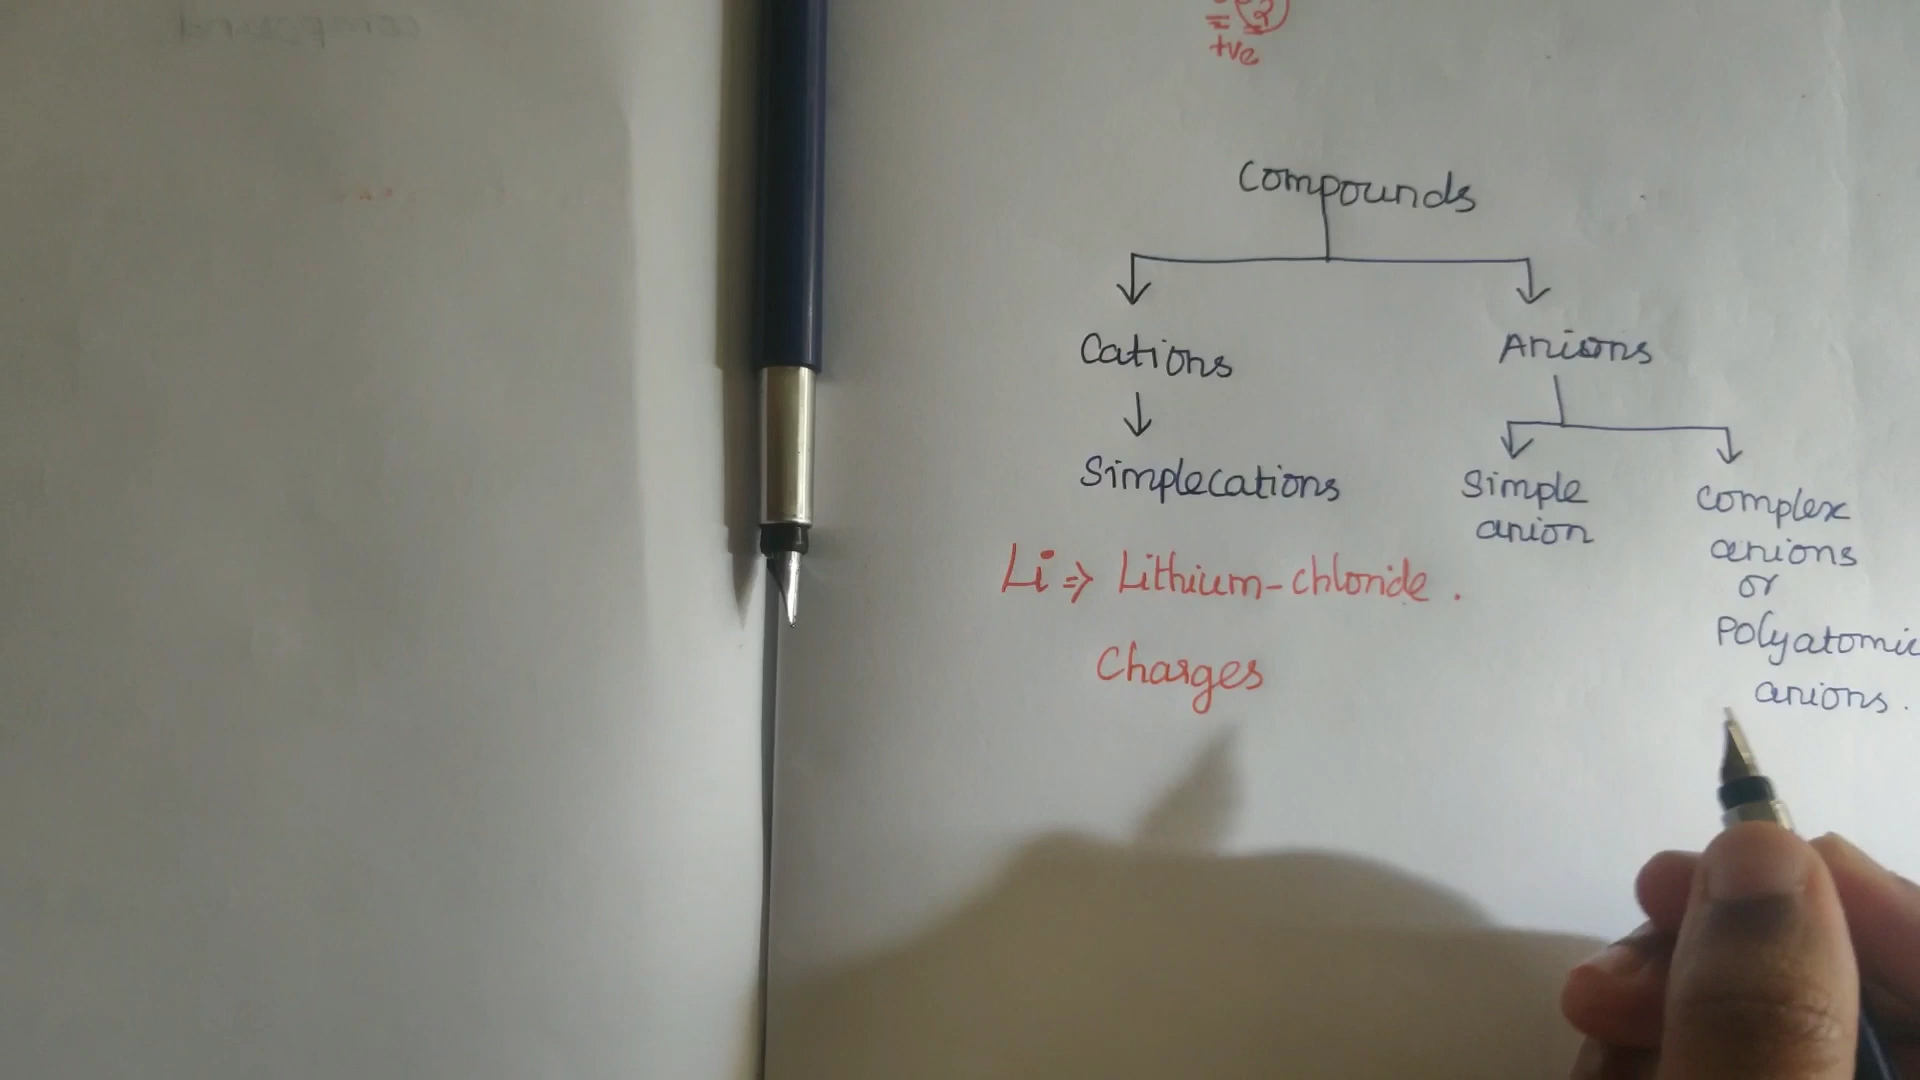 +ve
Compounds
Cations
Anions
Simplecations
Simple
anion
Complex
anions
or
Polyatomic
anions.
Li => Lithium-chloride.
Charges